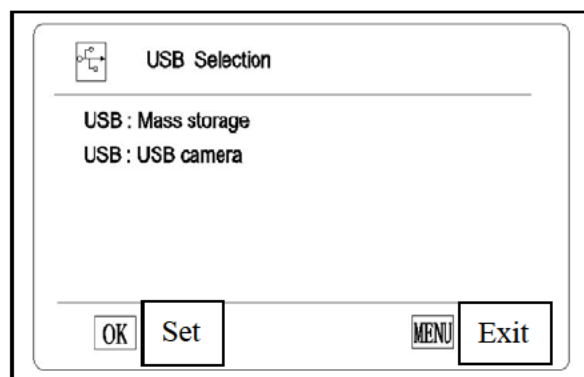 USB Selection
USB : Mass storage
USB : USB camera
OK Set MENU Exit